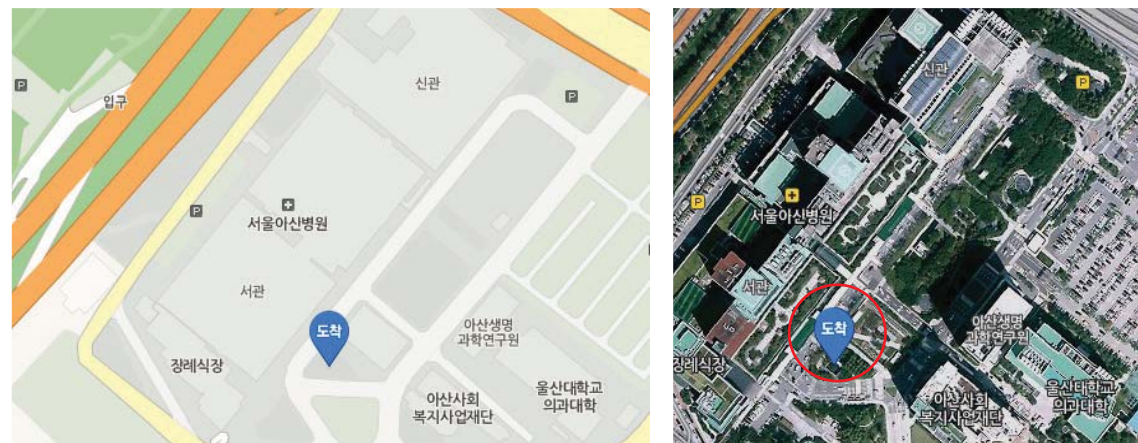 신관
P
입구
P
서울아산병원
서관
도착
아산생명
과학연구원
장례식장
아산사회
복지사업재단
울산대학교
의과대학
P
신관
P
P
서울아산병원
서관
도착
아산생명
과학연구원
장례식장
아산사회
복지사업재단
울산대학교
의과대학